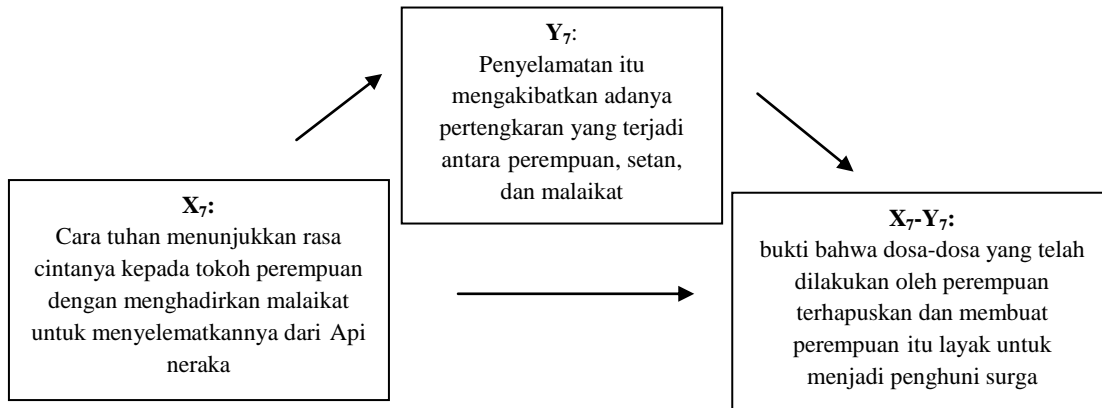 X₇:
Cara tuhan menunjukkan rasa
cintanya kepada tokoh perempuan
dengan menghadirkan malaikat
untuk menyelematkannya dari Api
neraka
Y₇:
Penyelamatan itu
mengakibatkan adanya
pertengkaran yang terjadi
antara perempuan, setan,
dan malaikat
X₇-Y₇:
bukti bahwa dosa-dosa yang telah
dilakukan oleh perempuan
terhapuskan dan membuat
perempuan itu layak untuk
menjadi penghuni surga